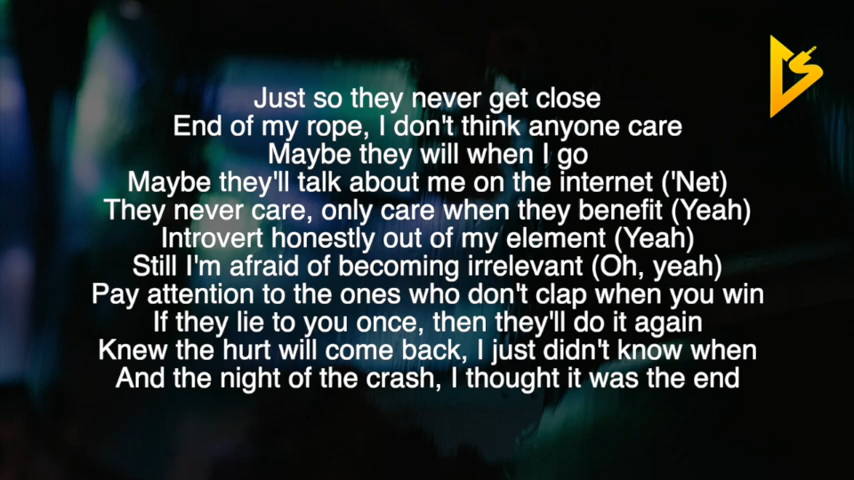 Just so they never get close
End of my rope, I don't think anyone care
Maybe they will when I go
Maybe they'll talk about me on the internet ('Net)
They never care, only care when they benefit (Yeah)
Introvert honestly out of my element (Yeah)
Still I'm afraid of becoming irrelevant (Oh, yeah)
Pay attention to the ones who don't clap when you win
If they lie to you once, then they'll do it again
Knew the hurt will come back, I just didn't know when
And the night of the crash, I thought it was the end